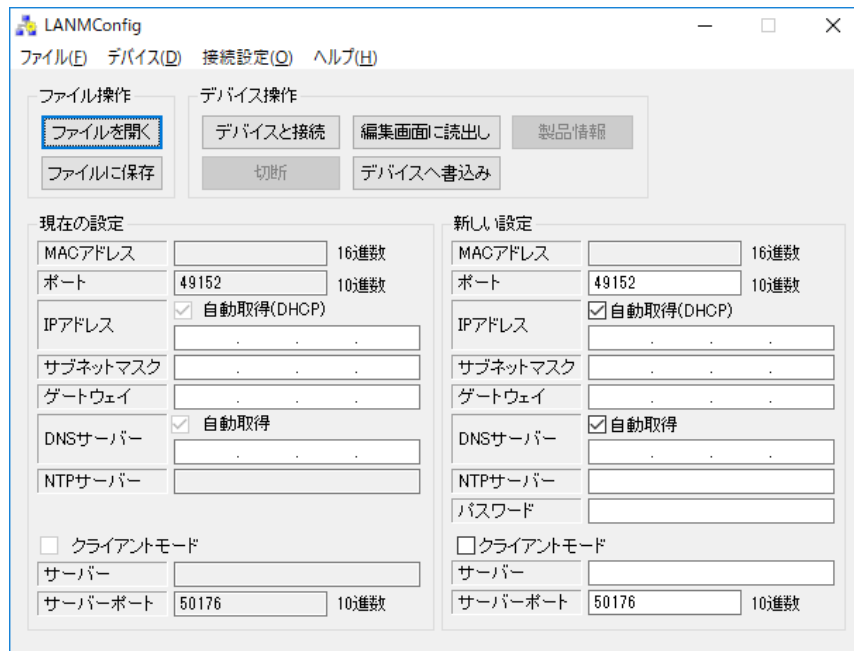 LANMConfig
ファイル(F) デバイス(D) 接続設定(O) ヘルプ(H)
ファイル操作
ファイルを開く
ファイルに保存
デバイス操作
デバイスと接続 編集画面に読出し 製品情報
切断 デバイスへ書込み
現在の設定
MACアドレス 16進数
ポート 49152 10進数
IPアドレス 自動取得(DHCP)
サブネットマスク
ゲートウェイ
DNSサーバー 自動取得
NTPサーバー
クライアントモード
サーバー
サーバーポート 50176 10進数
新しい設定
MACアドレス 16進数
ポート 49152 10進数
IPアドレス 自動取得(DHCP)
サブネットマスク
ゲートウェイ
DNSサーバー 自動取得
NTPサーバー
パスワード
クライアントモード
サーバー
サーバーポート 50176 10進数